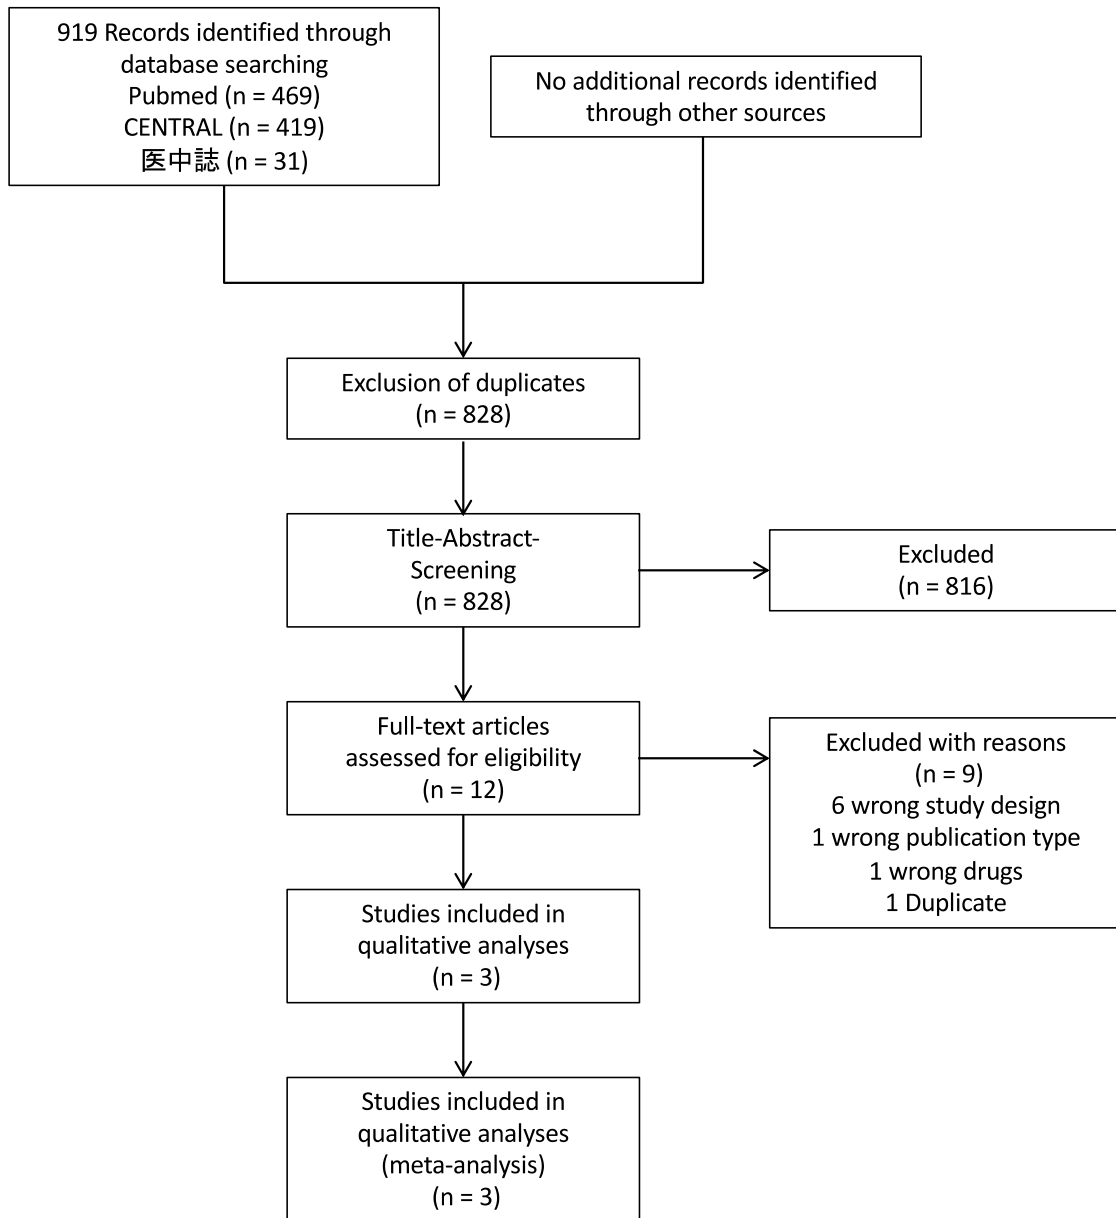 919 Records identified through
database searching
Pubmed (n = 469)
CENTRAL (n = 419)
医中誌 (n = 31)
No additional records identified
through other sources
Exclusion of duplicates
(n = 828)
Title-Abstract-
Screening
(n = 828)
Excluded
(n = 816)
Full-text articles
assessed for eligibility
(n = 12)
Excluded with reasons
(n = 9)
6 wrong study design
1 wrong publication type
1 wrong drugs
1 Duplicate
Studies included in
qualitative analyses
(n = 3)
Studies included in
qualitative analyses
(meta-analysis)
(n = 3)